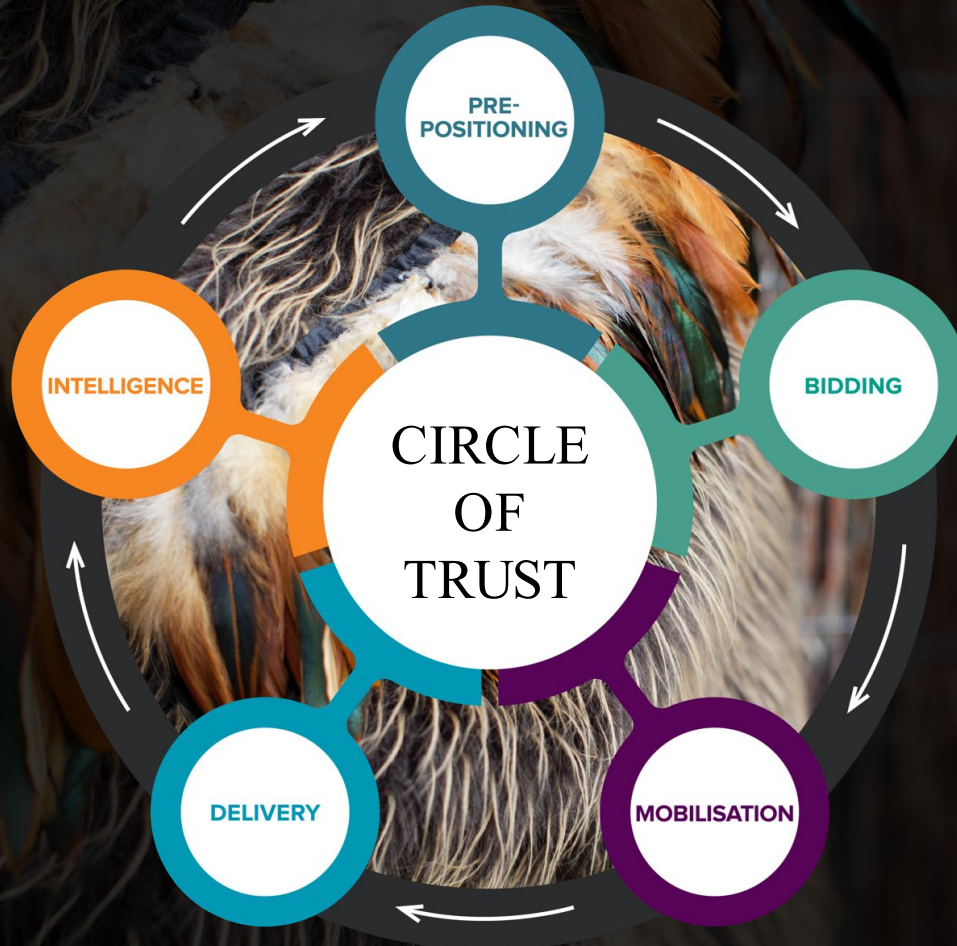 PRE-
POSITIONING
INTELLIGENCE
BIDDING
CIRCLE
OF
TRUST
DELIVERY
MOBILISATION